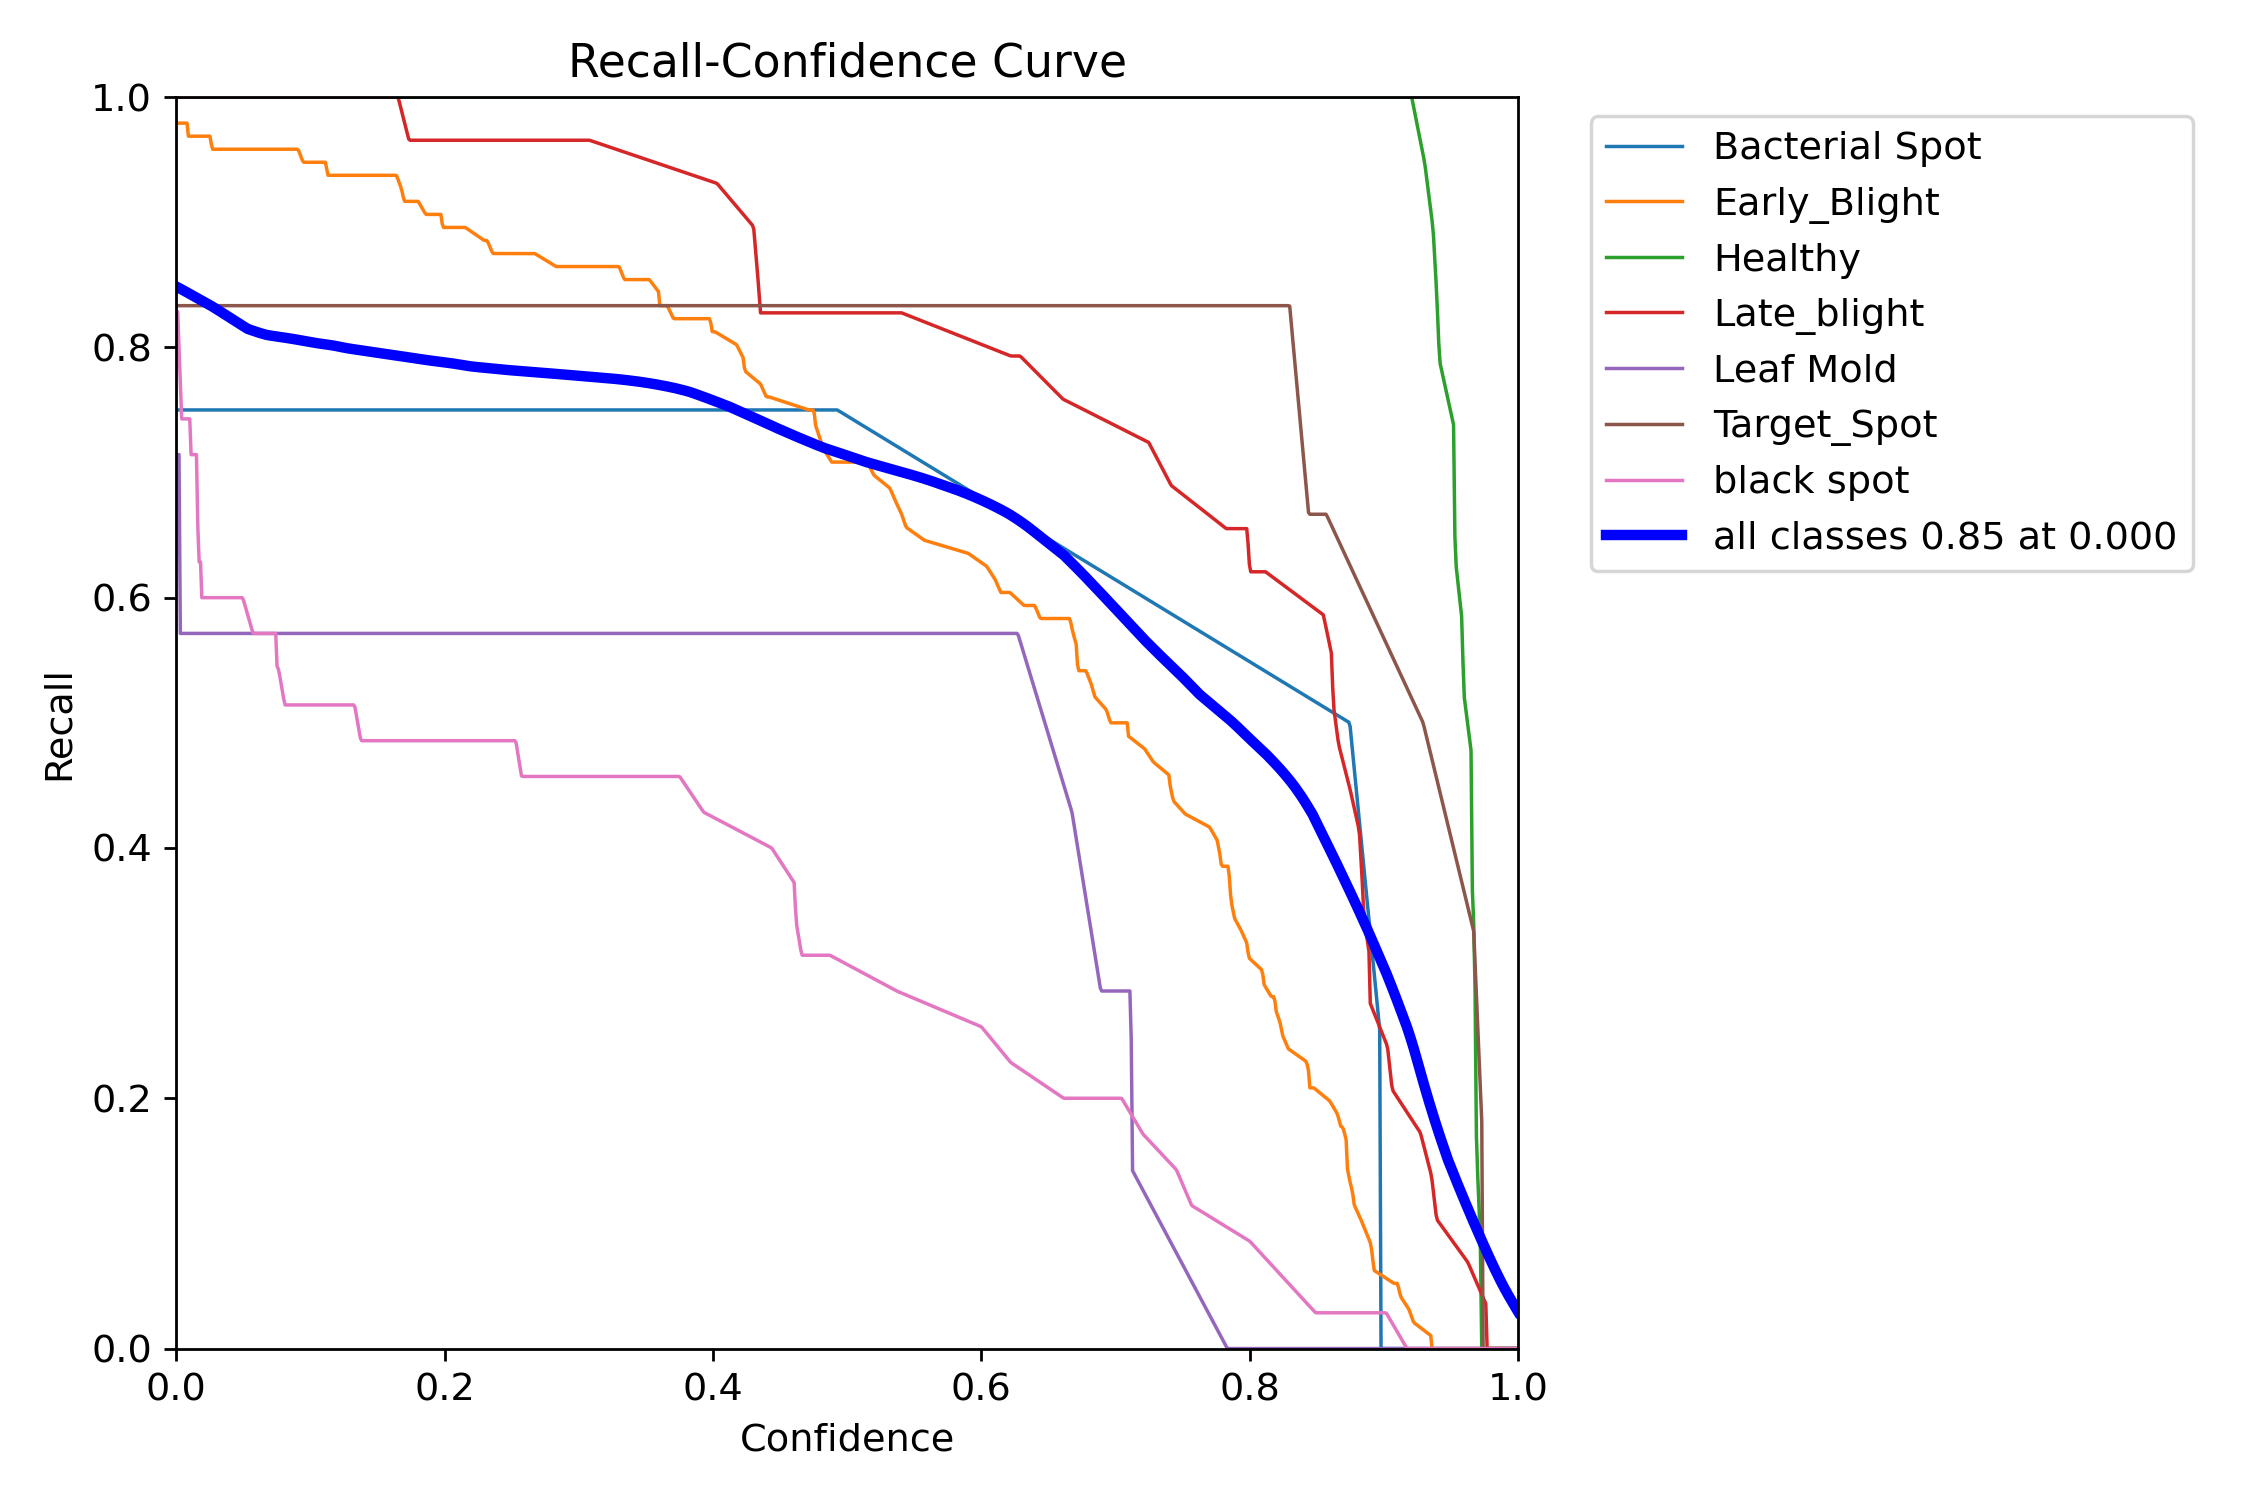 Recall-Confidence Curve
1.0
0.8
0.6
0.4
0.2
0.0
Recall
0.0 0.2 0.4 0.6 0.8 1.0
Confidence
Bacterial Spot
Early_Blight
Healthy
Late_blight
Leaf Mold
Target_Spot
black spot
all classes 0.85 at 0.000